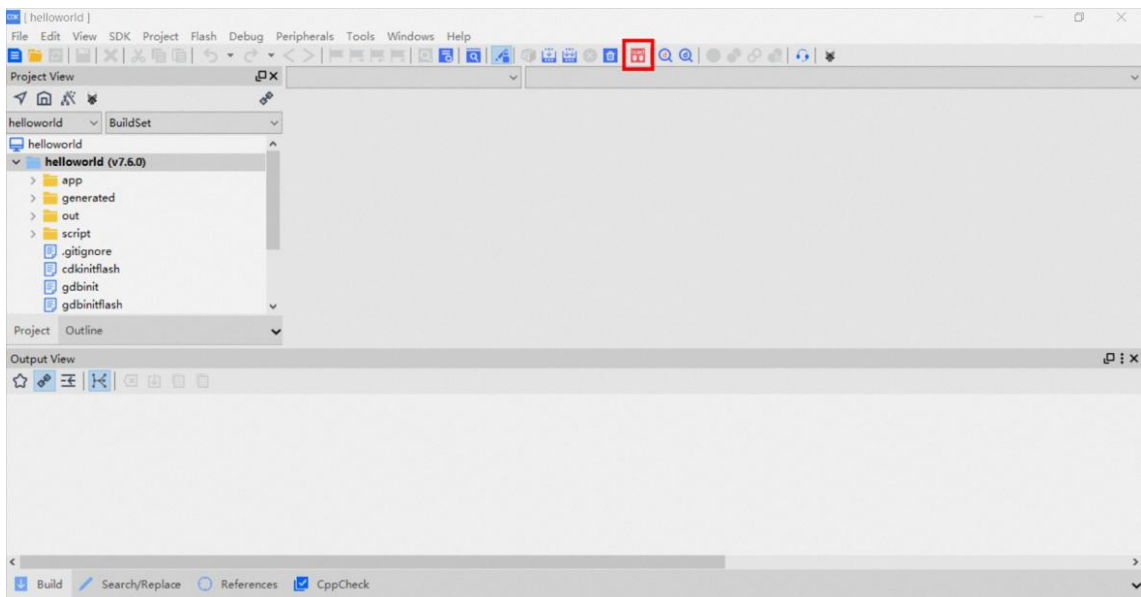 CDK [ helloworld ]
File Edit View SDK Project Flash Debug Peripherals Tools Windows Help
Project View
helloworld BuildSet
helloworld
helloworld (v7.6.0)
app
generated
out
script
.gitignore
cdkinitflash
gdbinit
gdbinitflash
Project Outline
Output View
Build Search/Replace References CppCheck